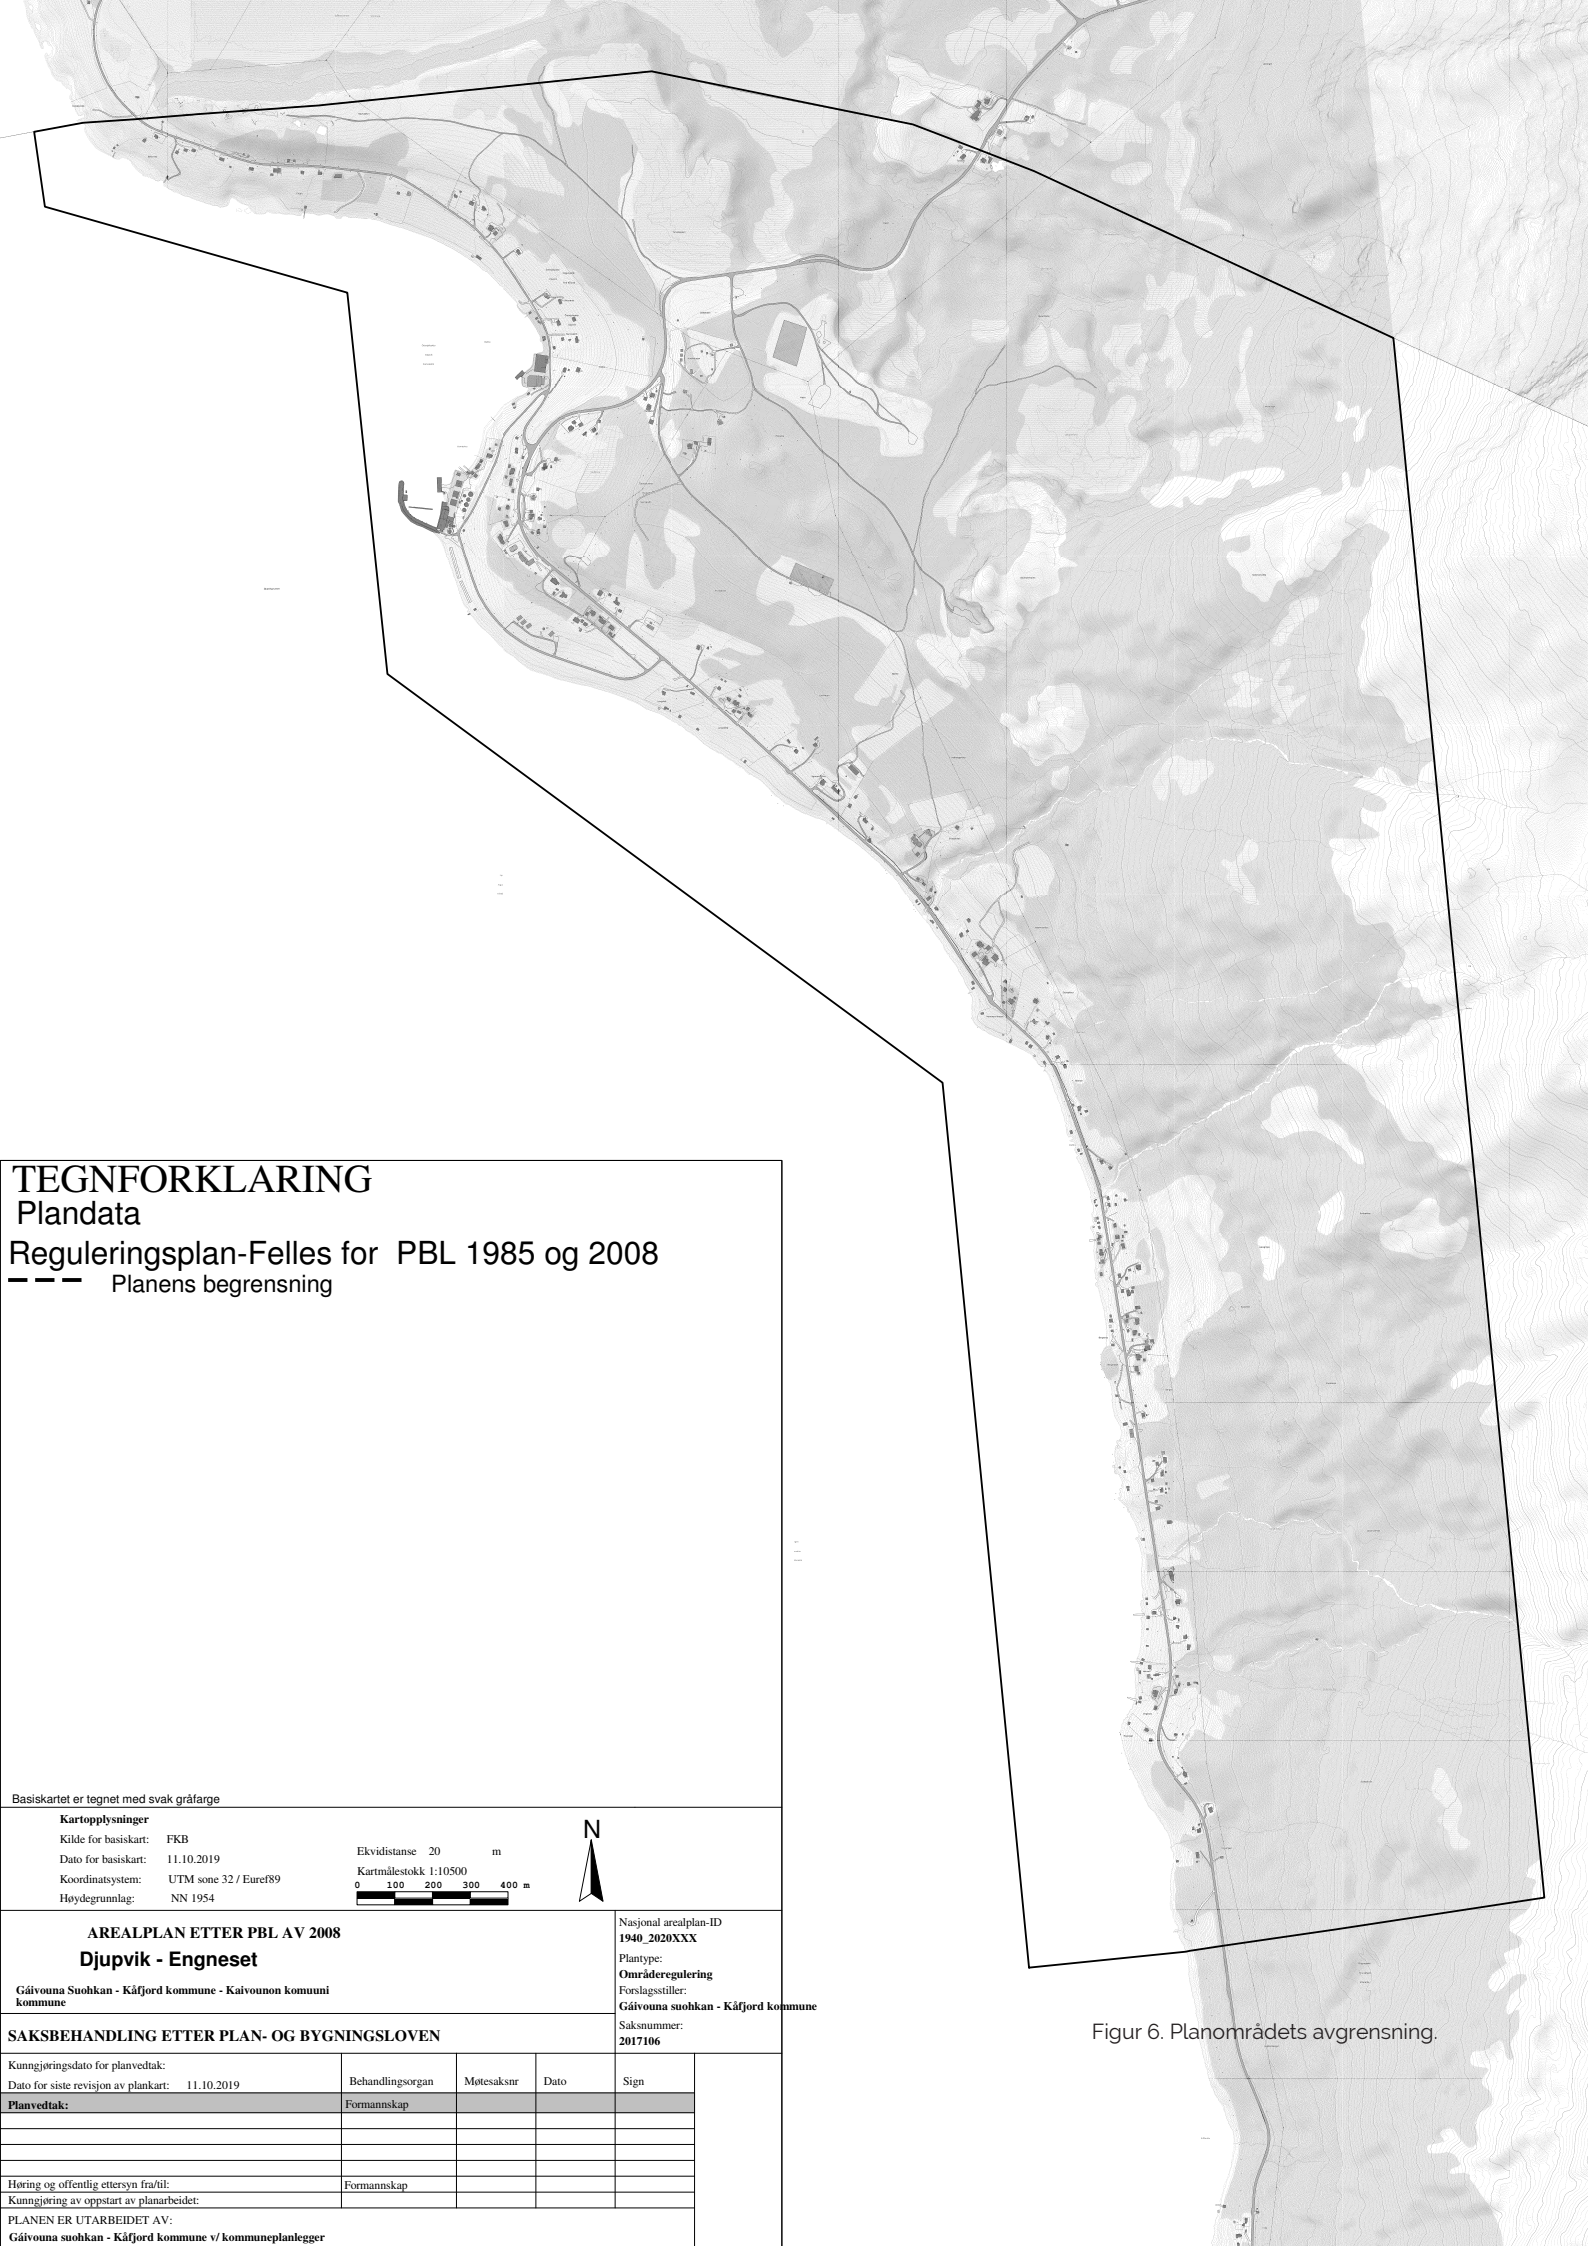 TEGNFORKLARING
Plandata
Reguleringsplan-Felles for PBL 1985 og 2008
Planens begrensning
Basiskartet er tegnet med svak gråfarge
Kartopplysninger
Kilde for basiskart: FKB
Dato for basiskart: 11.10.2019
Koordinatsystem: UTM sone 32 / Euref89
Høydegrunnlag: NN 1954
Ekvidistanse 20 m
Kartmålestokk 1:10500
0 100 200 300 400 m
N
AREALPLAN ETTER PBL AV 2008
Djupvik - Engneset
Gáivouna Suohkan - Kåfjord kommune - Kaivounon komuuni
kommune
Nasjonal arealplan-ID
1940_2020XXX
Plantype:
Områderegulering
Forslagsstiller:
Gáivouna suohkan - Kåfjord kommune
Saksnummer:
2017106
SAKSBEHANDLING ETTER PLAN- OG BYGNINGSLOVEN
Kunngjøringsdato for planvedtak:
Dato for siste revisjon av plankart: 11.10.2019
Behandlingsorgan Møtesaksnr Dato Sign
Planvedtak: Formannskap
Høring og offentlig ettersyn fra/til: Formannskap
Kunngjøring av oppstart av planarbeidet:
PLANEN ER UTARBEIDET AV:
Gáivouna suohkan - Kåfjord kommune v/ kommuneplanlegger
Figur 6. Planområdets avgrensning.